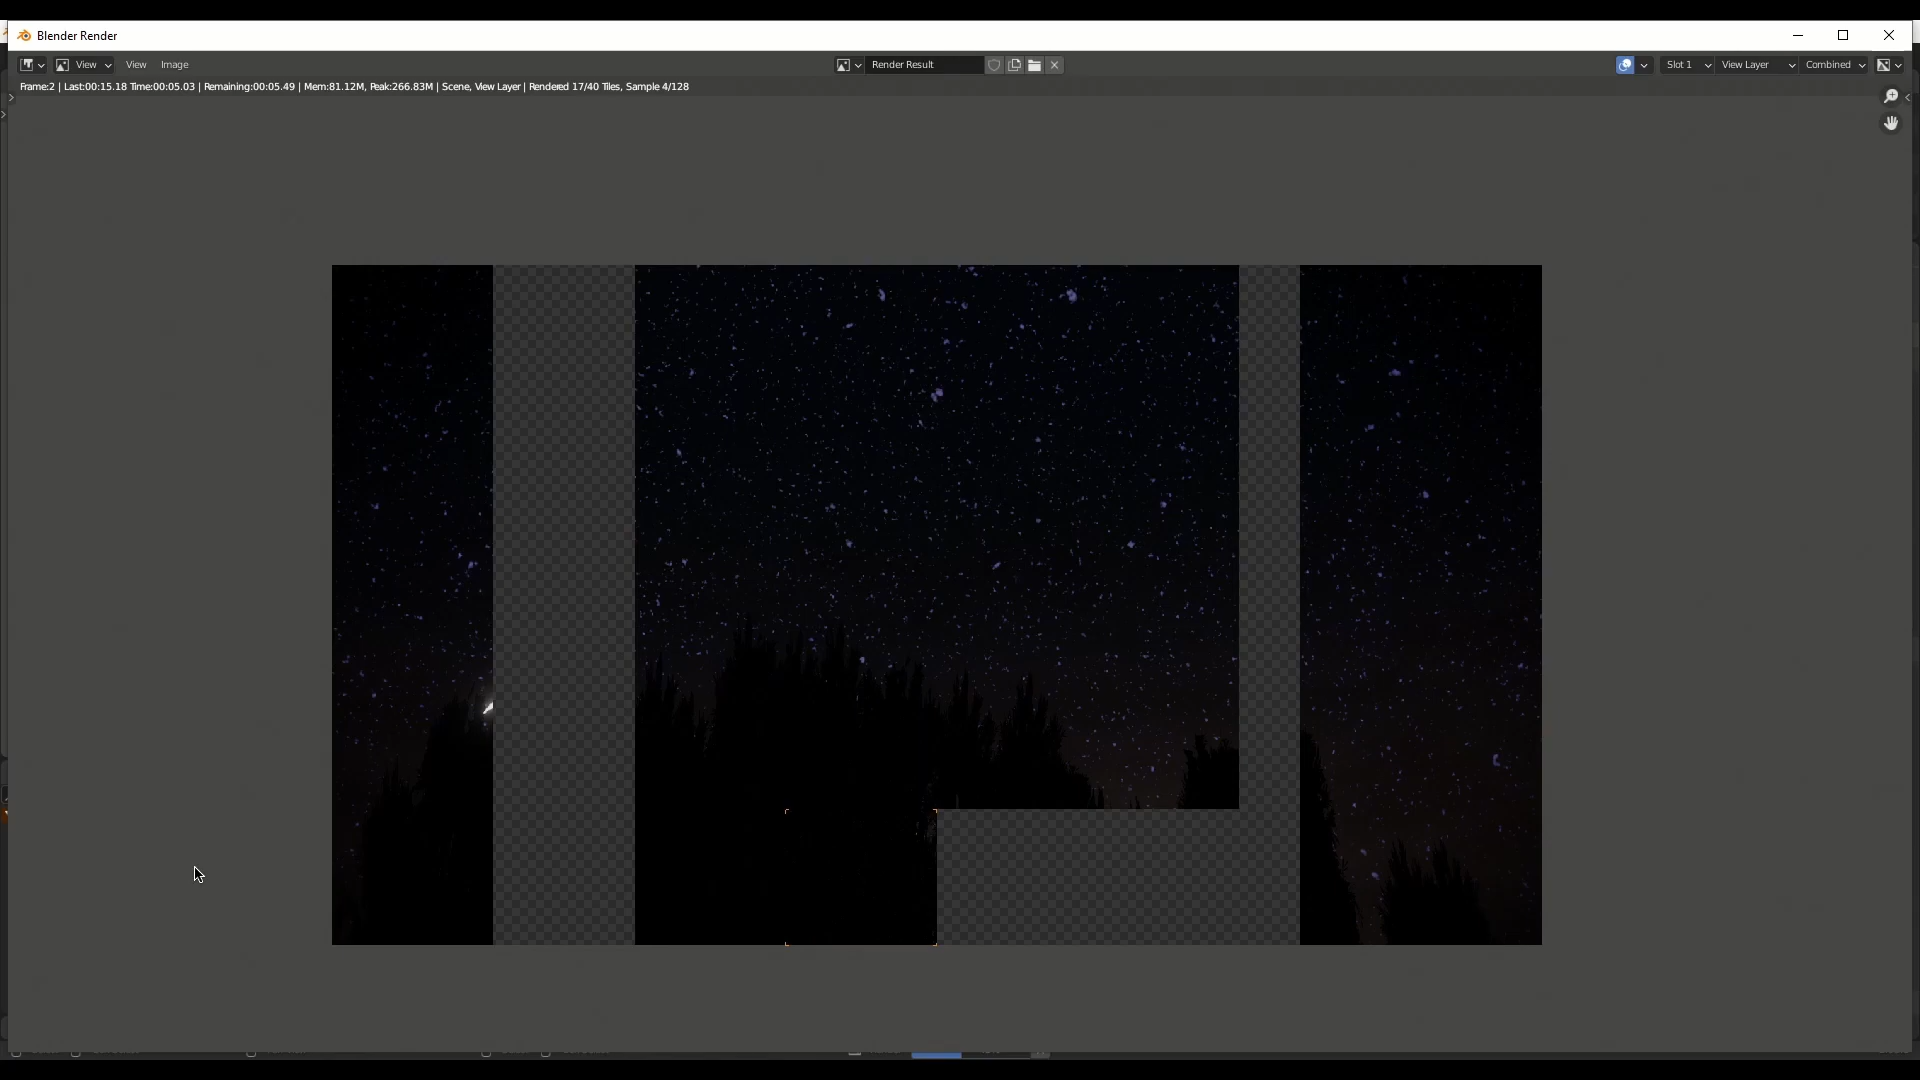 Blender Render
View View Image Render Result Slot 1 View Layer Combined
Frame:2 | Last:00:15.18 Time:00:05.03 | Remaining:00:05.49 | Mem:81.12M, Peak:266.83M | Scene, View Layer | Rendered 17/40 Tiles, Sample 4/128